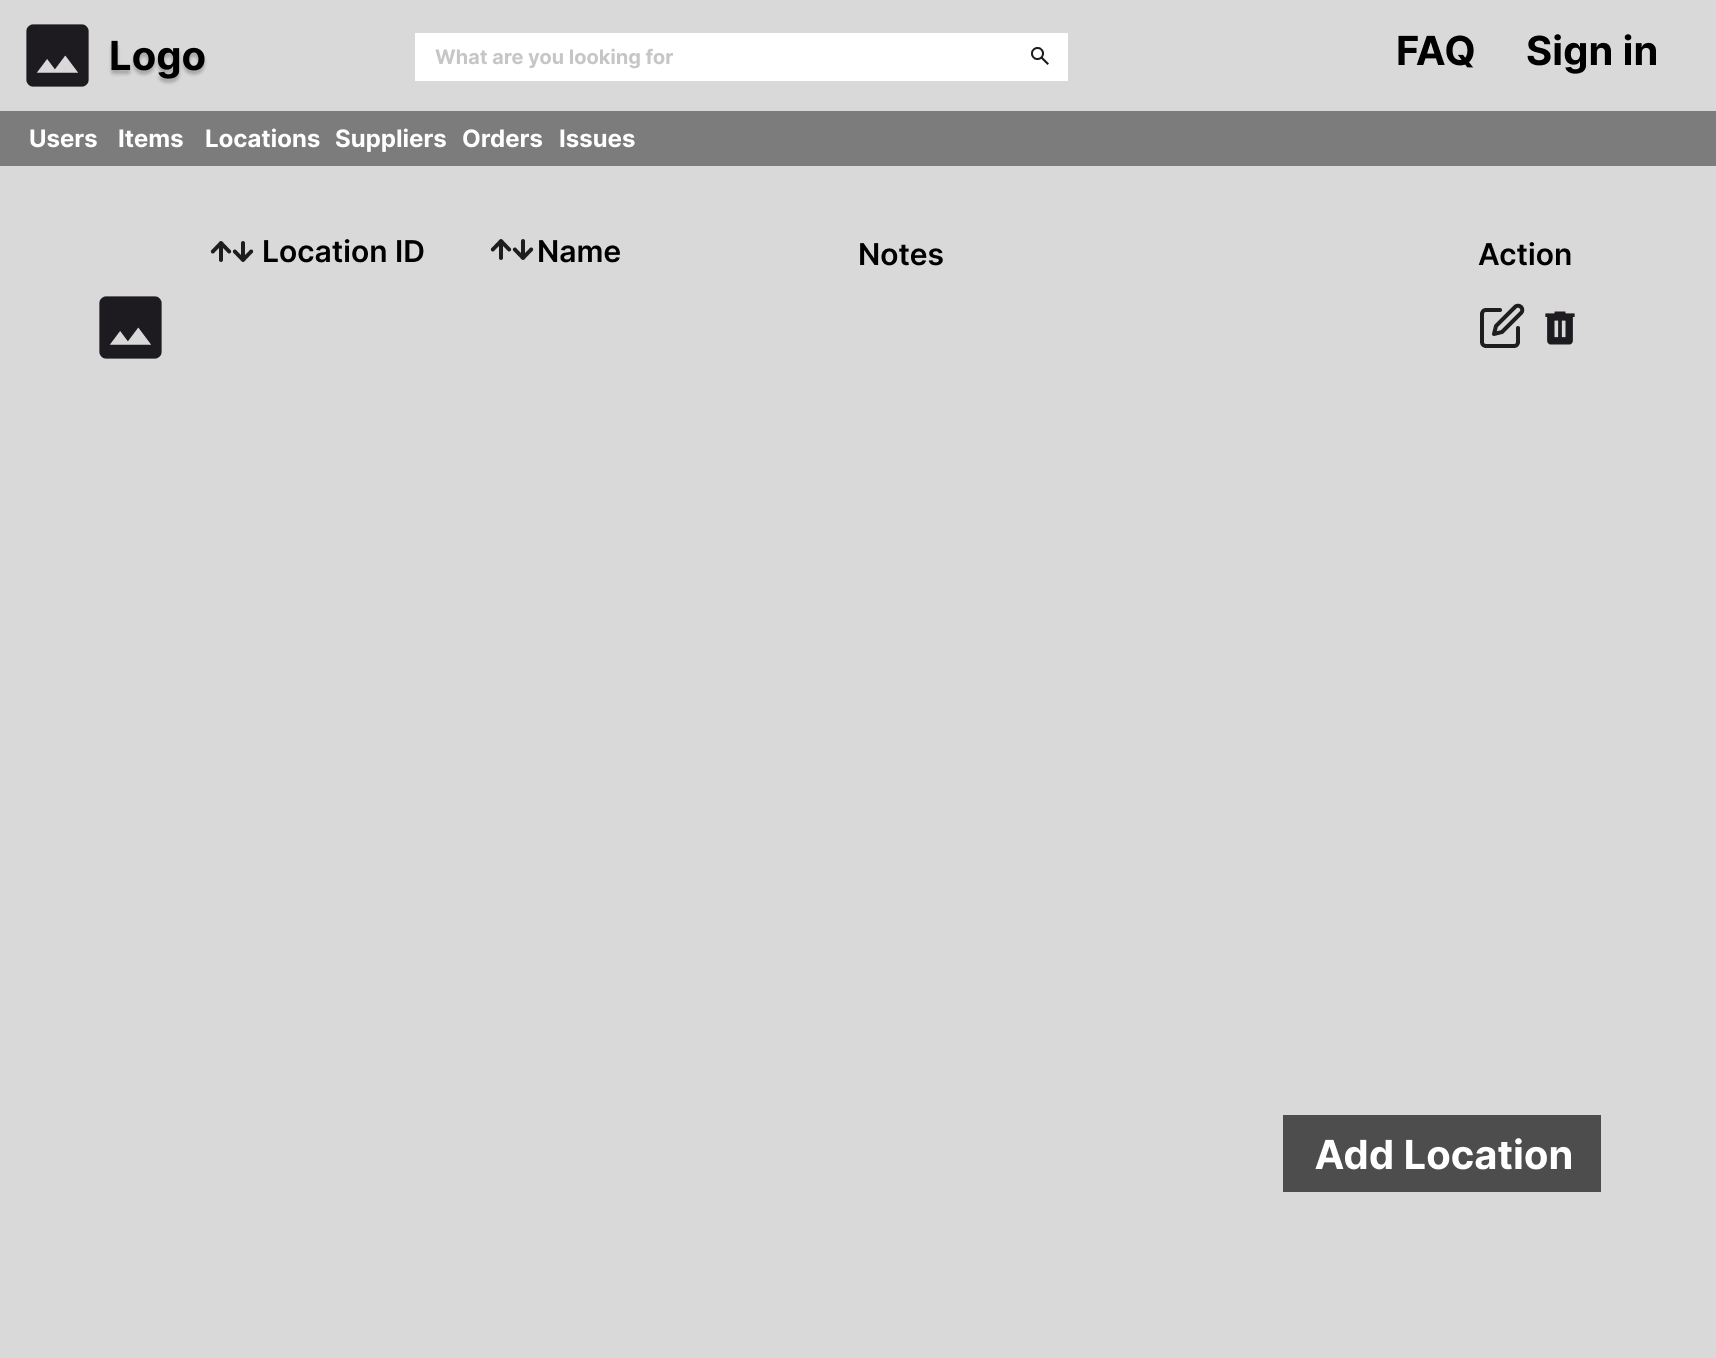 Logo
What are you looking for
FAQ Sign in
Users Items Locations Suppliers Orders Issues
Location ID Name Notes Action
Add Location